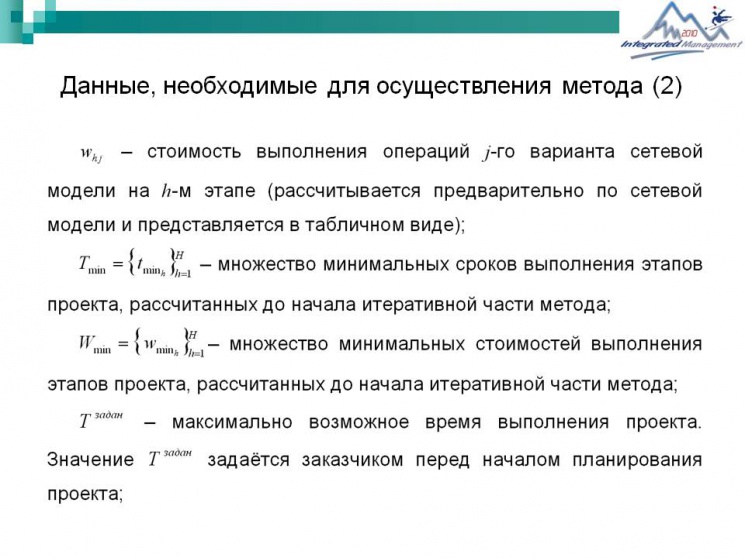 2010
Integrated Management
Данные, необходимые для осуществления метода (2)
w_{hj} – стоимость выполнения операций j-го варианта сетевой
модели на h-м этапе (рассчитывается предварительно по сетевой
модели и представляется в табличном виде);
T_{min} = {t_{min_h}}_{h=1}^{H} – множество минимальных сроков выполнения этапов
проекта, рассчитанных до начала итеративной части метода;
W_{min} = {w_{min_h}}_{h=1}^{H} – множество минимальных стоимостей выполнения
этапов проекта, рассчитанных до начала итеративной части метода;
T^{задан} – максимально возможное время выполнения проекта.
Значение T^{задан} задаётся заказчиком перед началом планирования
проекта;